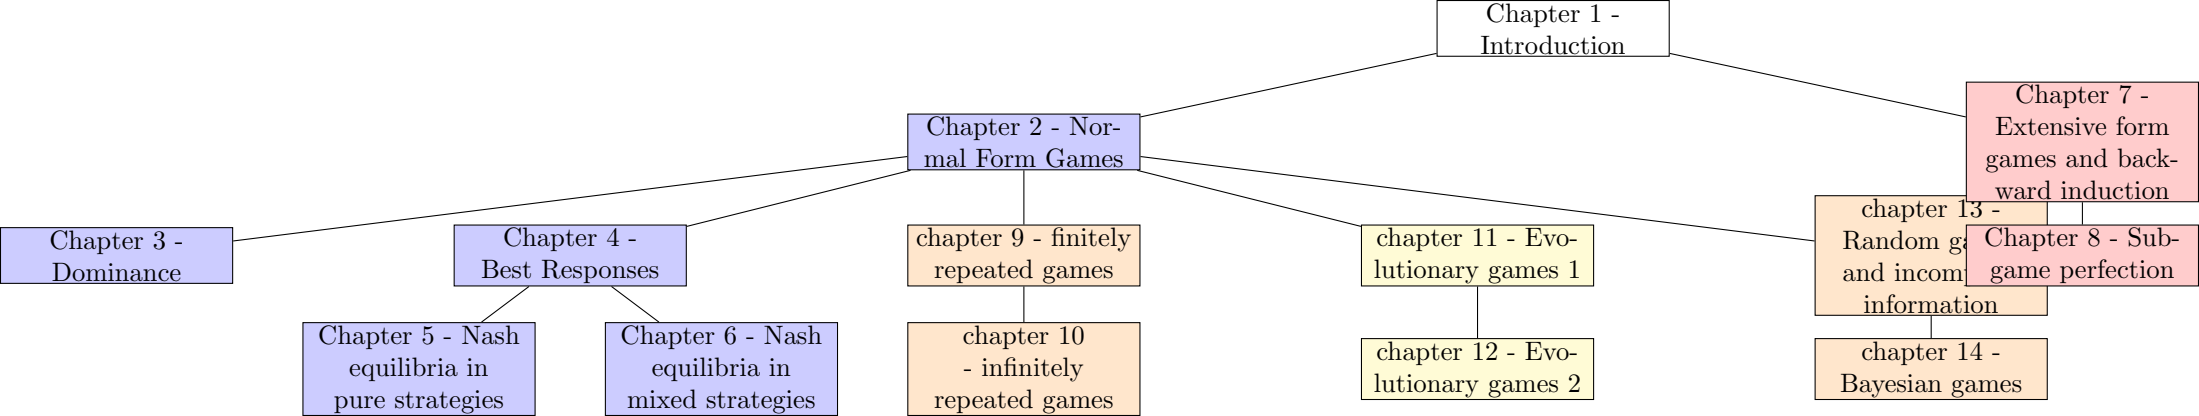 Chapter 1 -
Introduction
Chapter 2 - Nor-
mal Form Games
Chapter 7 -
Extensive form
games and back-
ward induction
Chapter 3 -
Dominance
Chapter 4 -
Best Responses
chapter 9 - finitely
repeated games
chapter 11 - Evo-
lutionary games 1
chapter 13 -
Random
and
information
Chapter 8 - Sub-
game perfection
Chapter 5 - Nash
equilibria in
pure strategies
Chapter 6 - Nash
equilibria in
mixed strategies
chapter 10
- infinitely
repeated games
chapter 12 - Evo-
lutionary games 2
chapter 14 -
Bayesian games